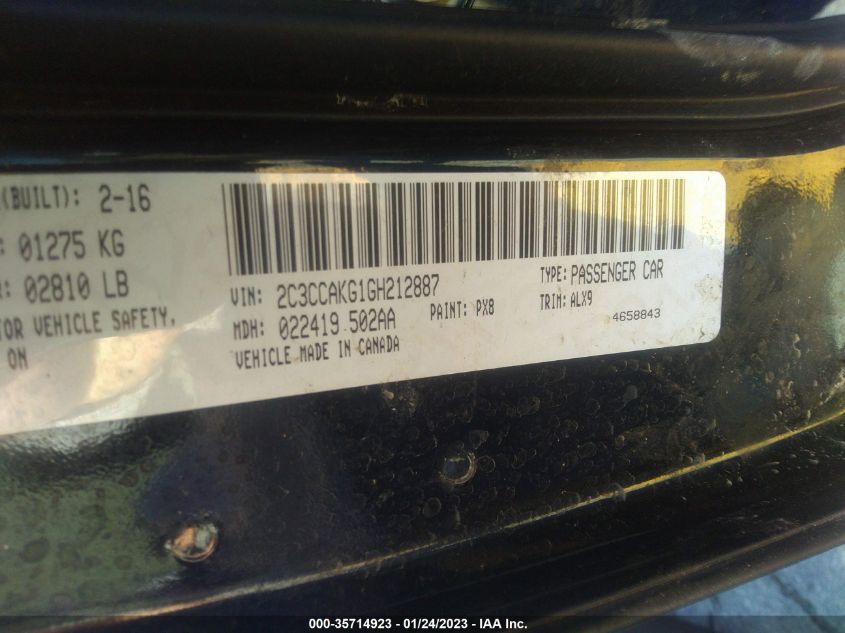 (BUILT): 2-16
: 01275 KG
: 02810 LB
TOR VEHICLE SAFETY,
ON
VIN: 2C3CCAKG1GH212887
TYPE: PASSENGER CAR
MDH: 022419 502AA
PAINT: PX8
TRIM: ALX9
VEHICLE MADE IN CANADA
4658843
000-35714923 - 01/24/2023 - IAA Inc.